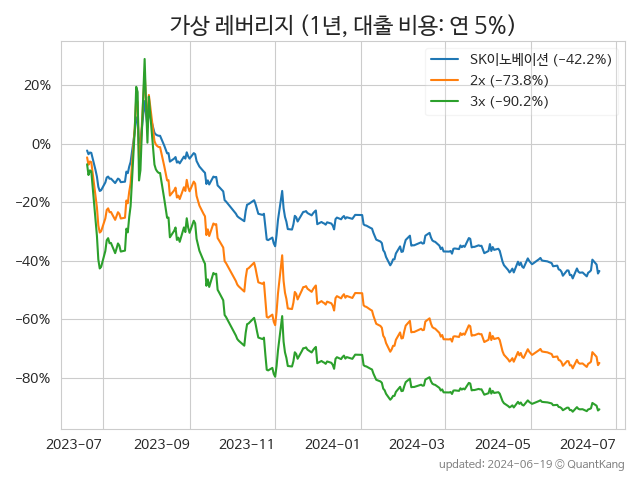 가상 레버리지 (1년, 대출 비용: 연 5%)
SK이노베이션 (−42.2%)
2x (−73.8%)
3x (−90.2%)
20%
0%
−20%
−40%
−60%
−80%
2023-07 2023-09 2023-11 2024-01 2024-03 2024-05 2024-07
updated: 2024-06-19 © QuantKang